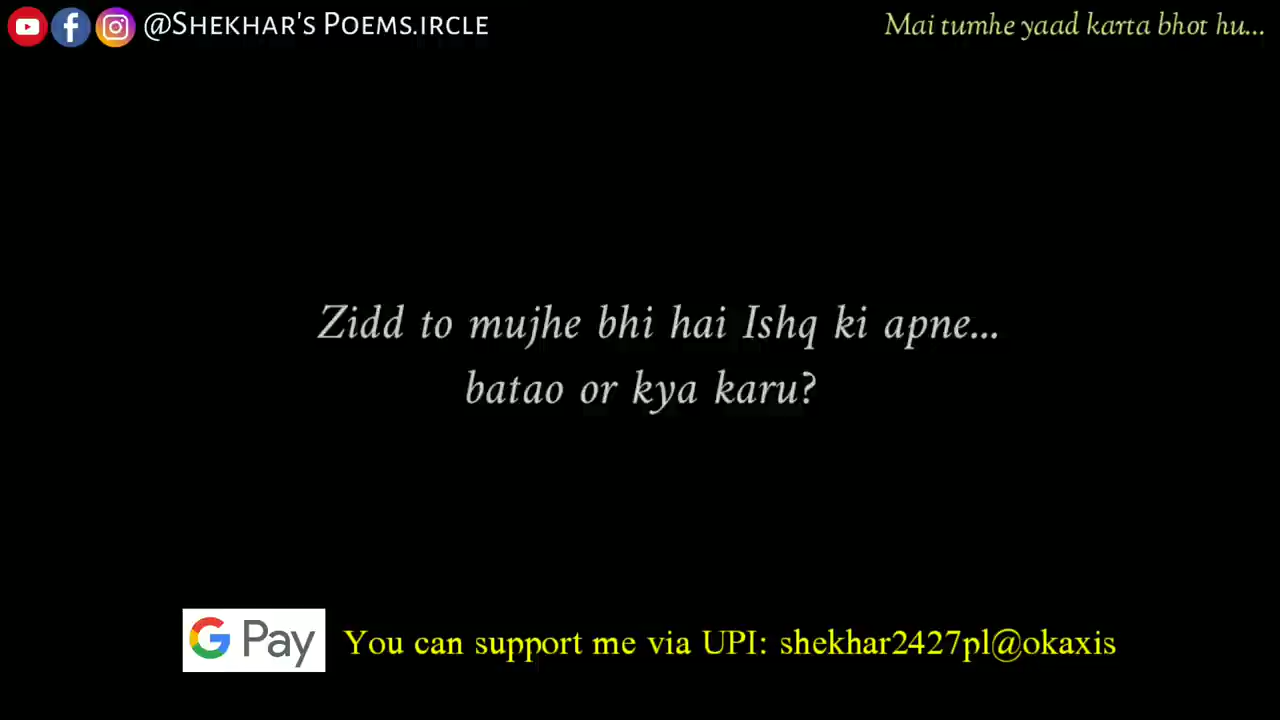 @Shekhar's Poems.ircle
Mai tumhe yaad karta bhot hu...
Zidd to mujhe bhi hai Ishq ki apne...
batao or kya karu?
G Pay You can support me via UPI: shekhar2427pl@okaxis